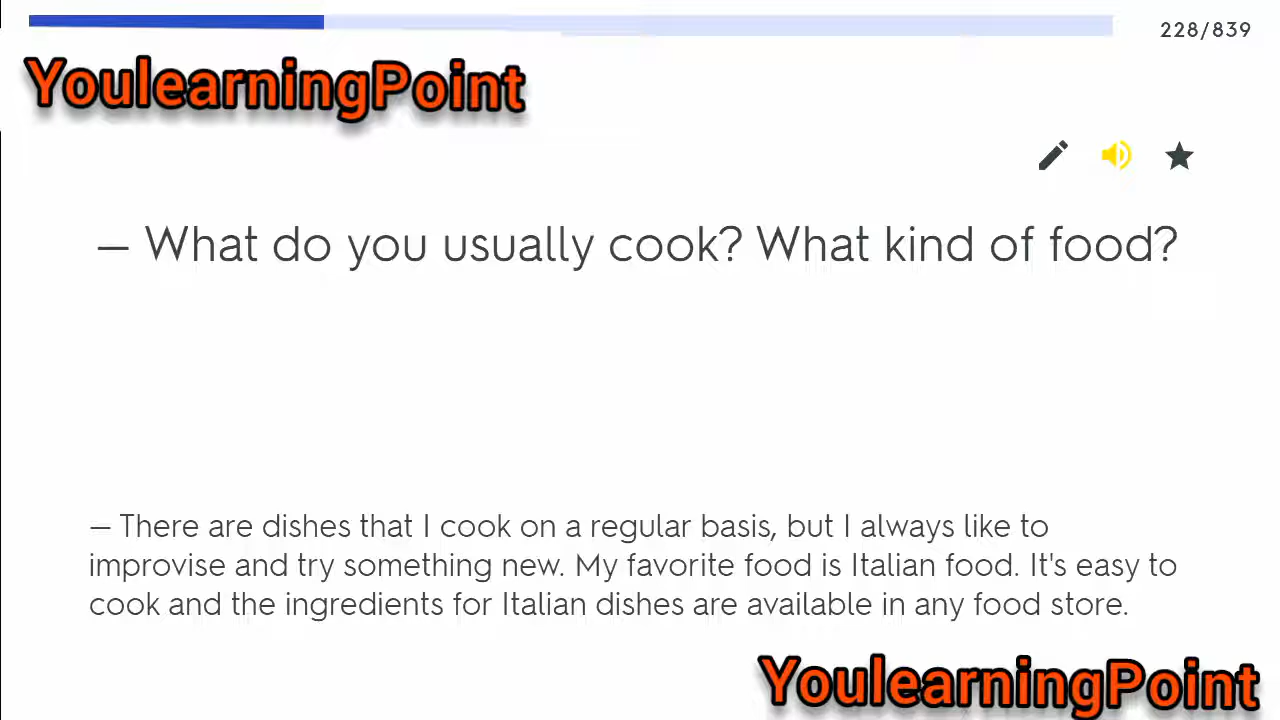 228/839
YoulearningPoint
– What do you usually cook? What kind of food?
– There are dishes that I cook on a regular basis, but I always like to
improvise and try something new. My favorite food is Italian food. It's easy to
cook and the ingredients for Italian dishes are available in any food store.
YoulearningPoint